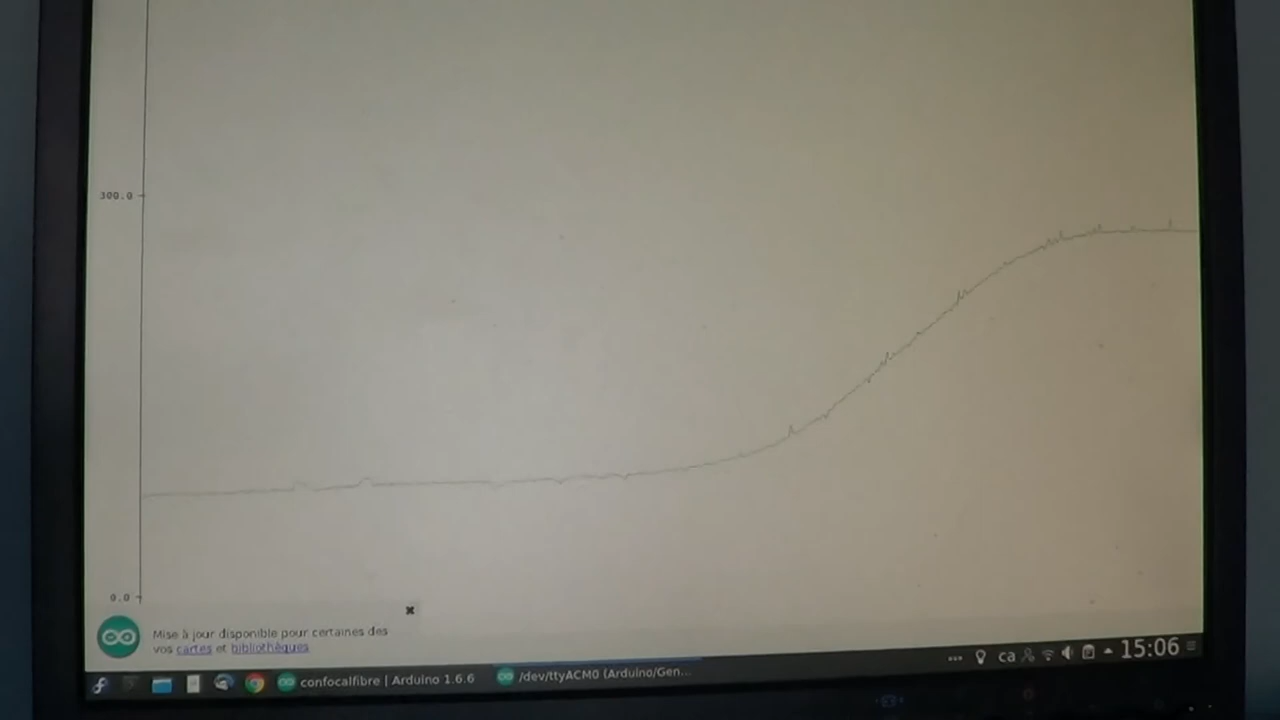 300.0
0.0
Mise à jour disponible pour certaines des
vos cartes et bibliothèques
confocalfibre | Arduino 1.6.6
/dev/ttyACM0 (Arduino/Gen...
ca
15:06